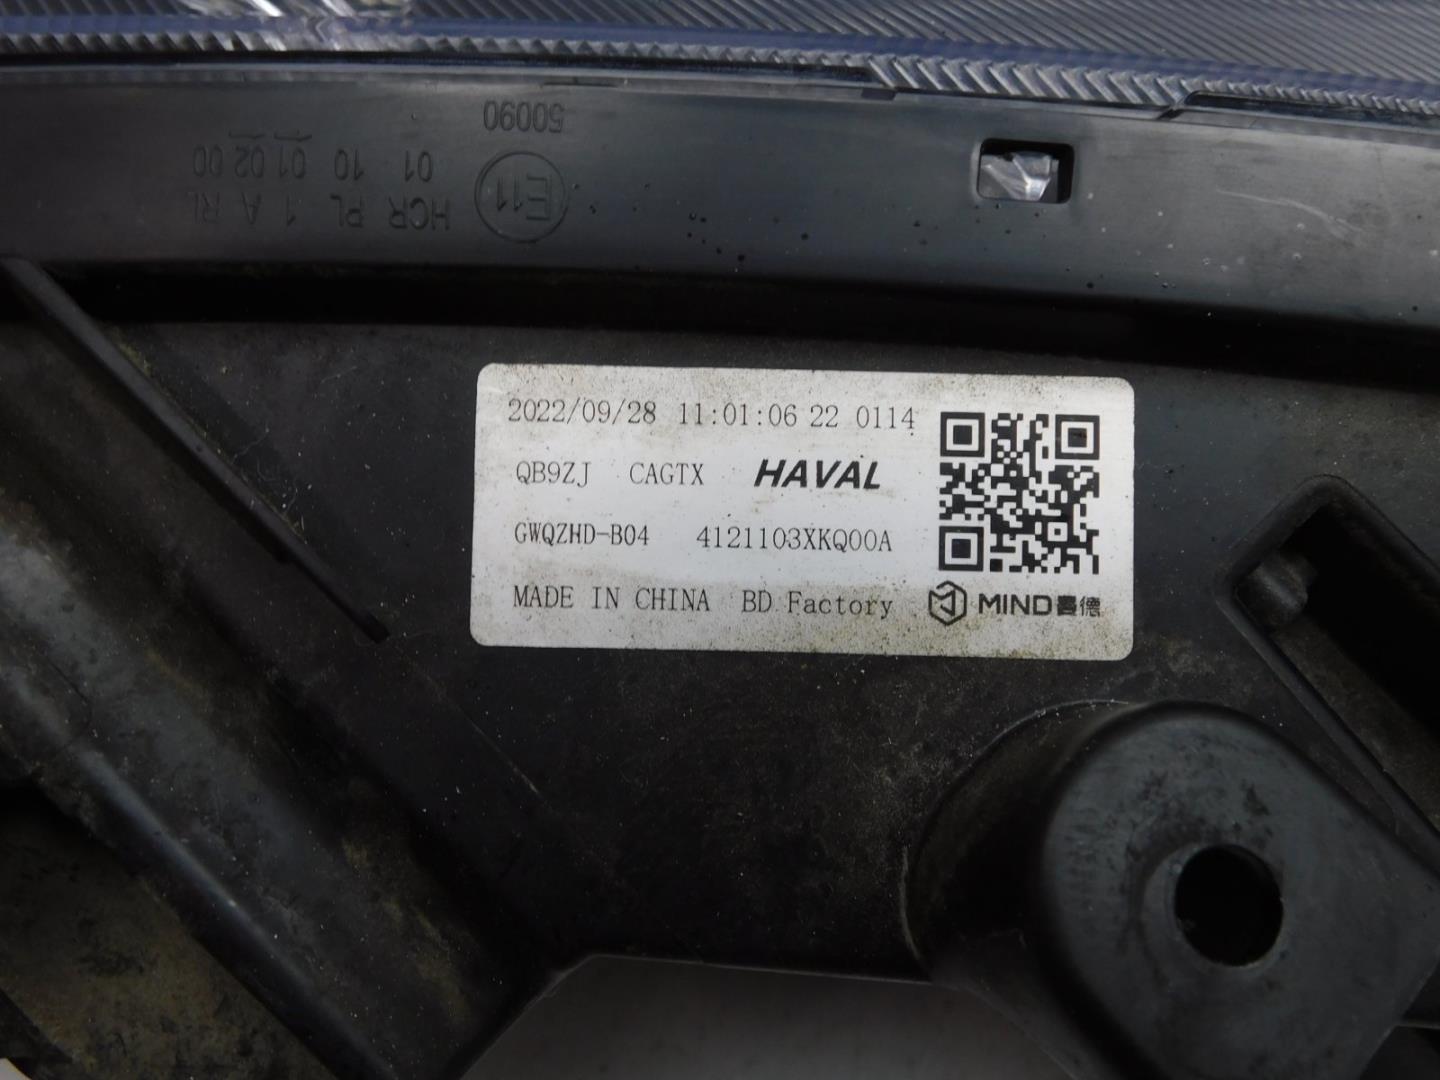 50090
E11
HCR PL 1 A RL
01 10 01 02 00
2022/09/28 11:01:06 22 0114
QB9ZJ CAGTX HAVAL
GWQZHD-B04 4121103XKQ00A
MADE IN CHINA BD Factory MIND曼德